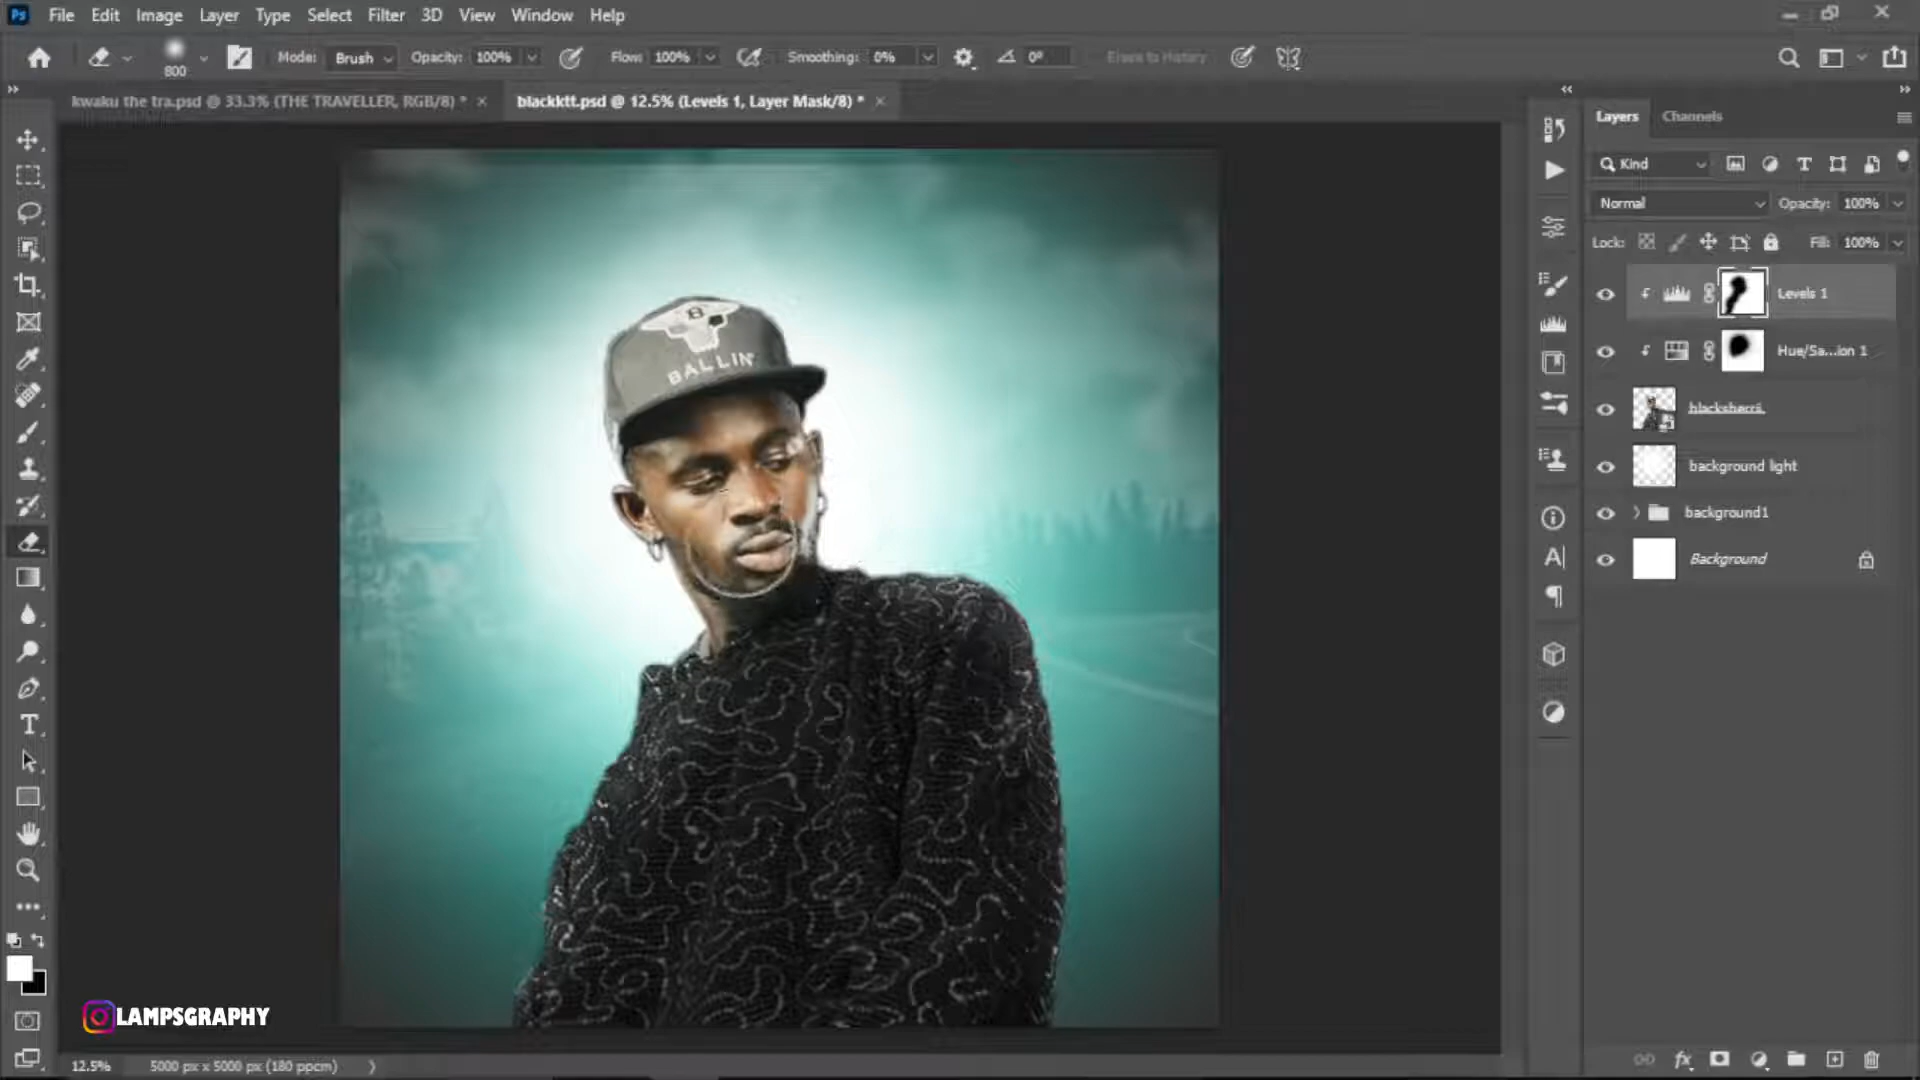 Ps File Edit Image Layer Type Select Filter 3D View Window Help
800 Mode: Brush Opacity: 100% Flow: 100% Smoothing: 0% 0° Erase to History
kwaku the tra.psd @ 33.3% (THE TRAVELLER, RGB/8) * × blackktt.psd @ 12.5% (Levels 1, Layer Mask/8) * ×
Layers Channels
Kind
Normal Opacity: 100%
Lock: Fill: 100%
Levels 1
Hue/Sa...ion 1
blacksherri.
background light
background1
Background
B
BALLIN'
LAMPSGRAPHY
12.5% 5000 px x 5000 px (180 ppcm)